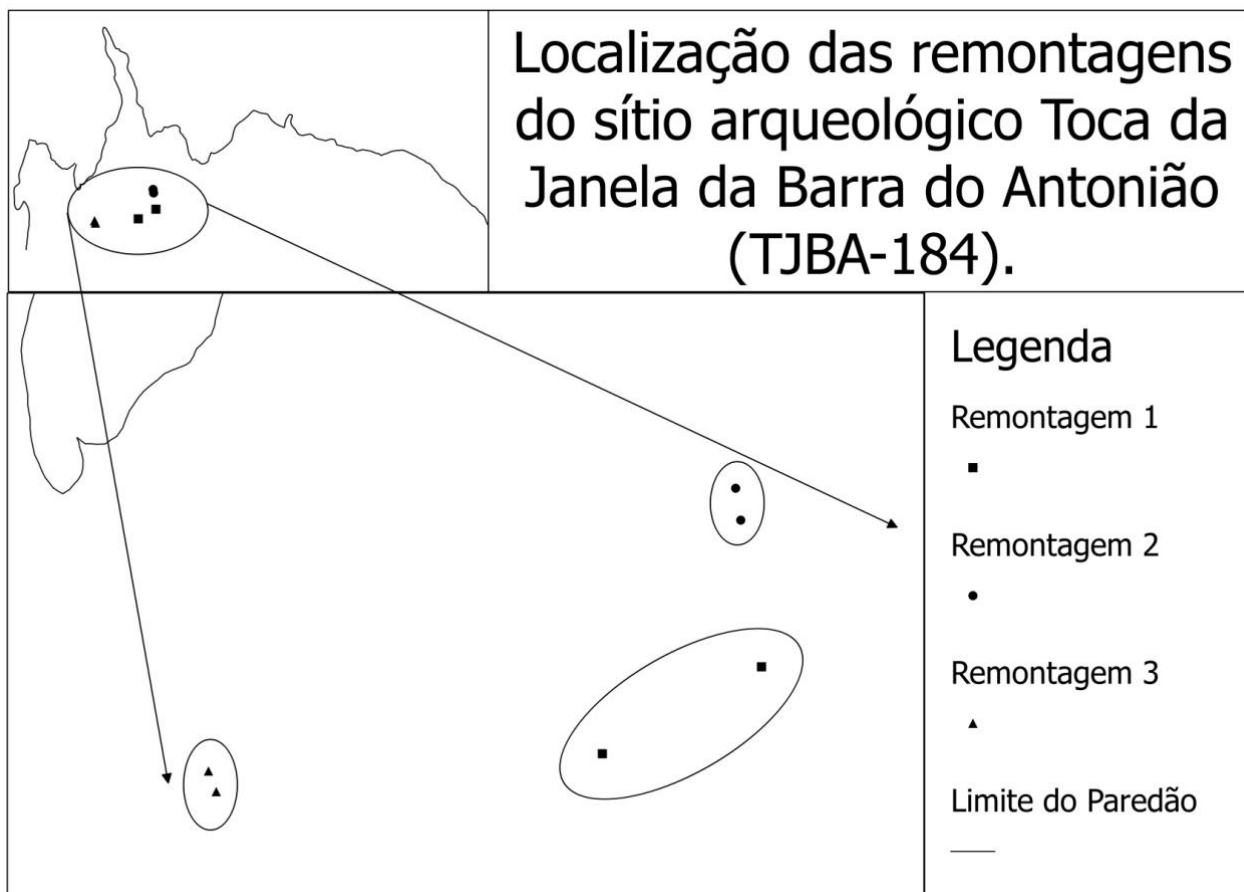 Localização das remontagens
do sítio arqueológico Toca da
Janela da Barra do Antonião
(TJBA-184).
Legenda
Remontagem 1
Remontagem 2
Remontagem 3
Limite do Paredão